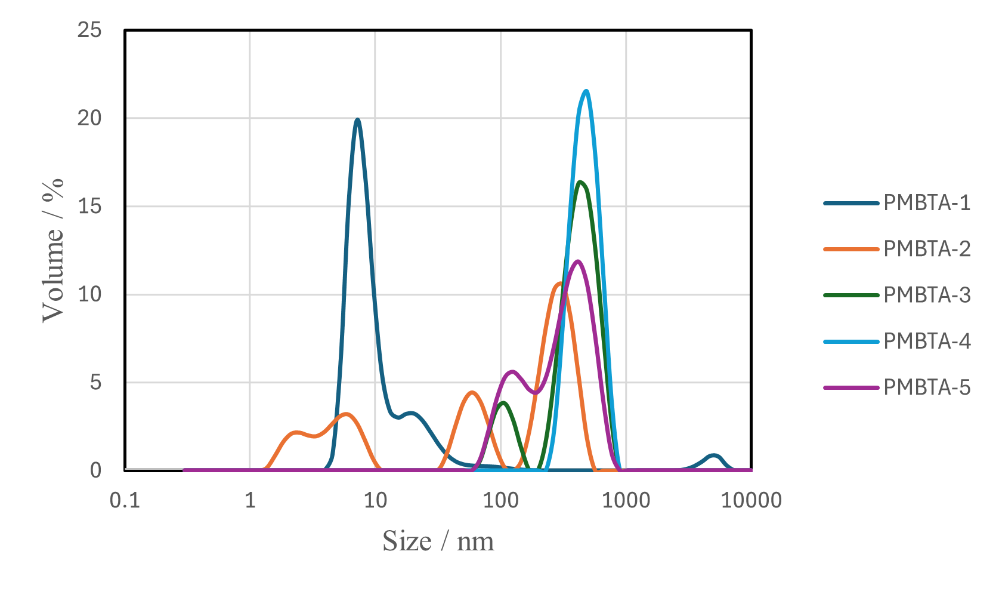 25
20
15
10
5
0
Volume / %
0.1 1 10 100 1000 10000
Size / nm
PMBTA-1
PMBTA-2
PMBTA-3
PMBTA-4
PMBTA-5